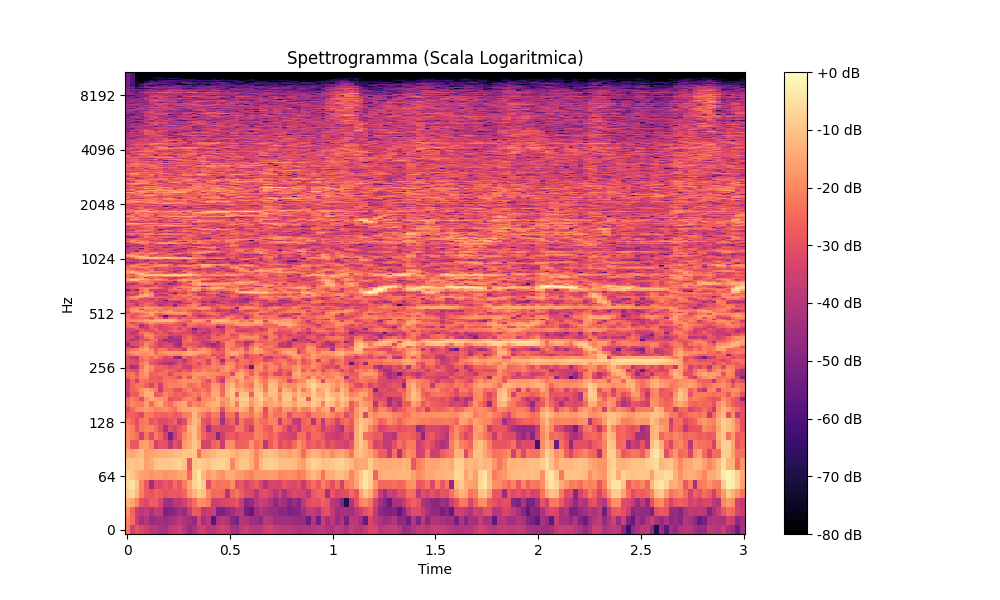 Spettrogramma (Scala Logaritmica)
Hz
8192
4096
2048
1024
512
256
128
64
0
0
0.5
1
1.5
2
2.5
3
Time
+0 dB
-10 dB
-20 dB
-30 dB
-40 dB
-50 dB
-60 dB
-70 dB
-80 dB